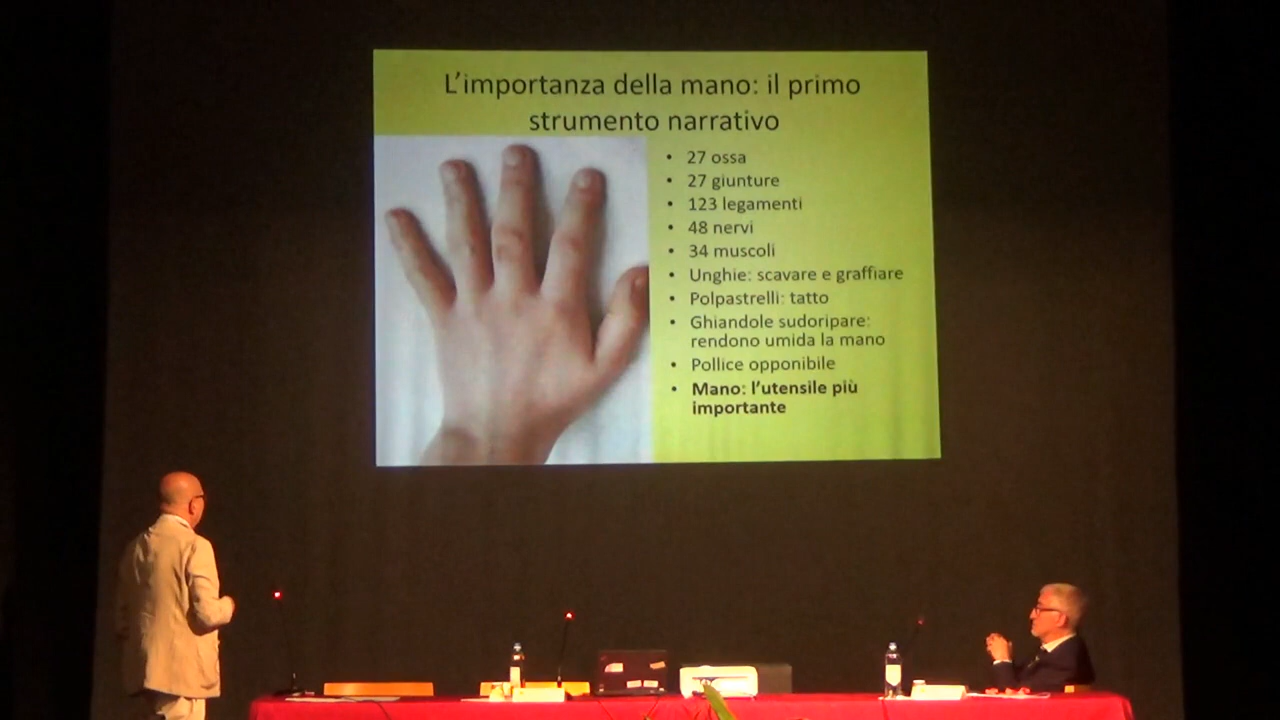 L'importanza della mano: il primo
strumento narrativo
• 27 ossa
• 27 giunture
• 123 legamenti
• 48 nervi
• 34 muscoli
• Unghie: scavare e graffiare
• Polpastrelli: tatto
• Ghiandole sudoripare:
rendono umida la mano
• Pollice opponibile
• Mano: l'utensile più
importante